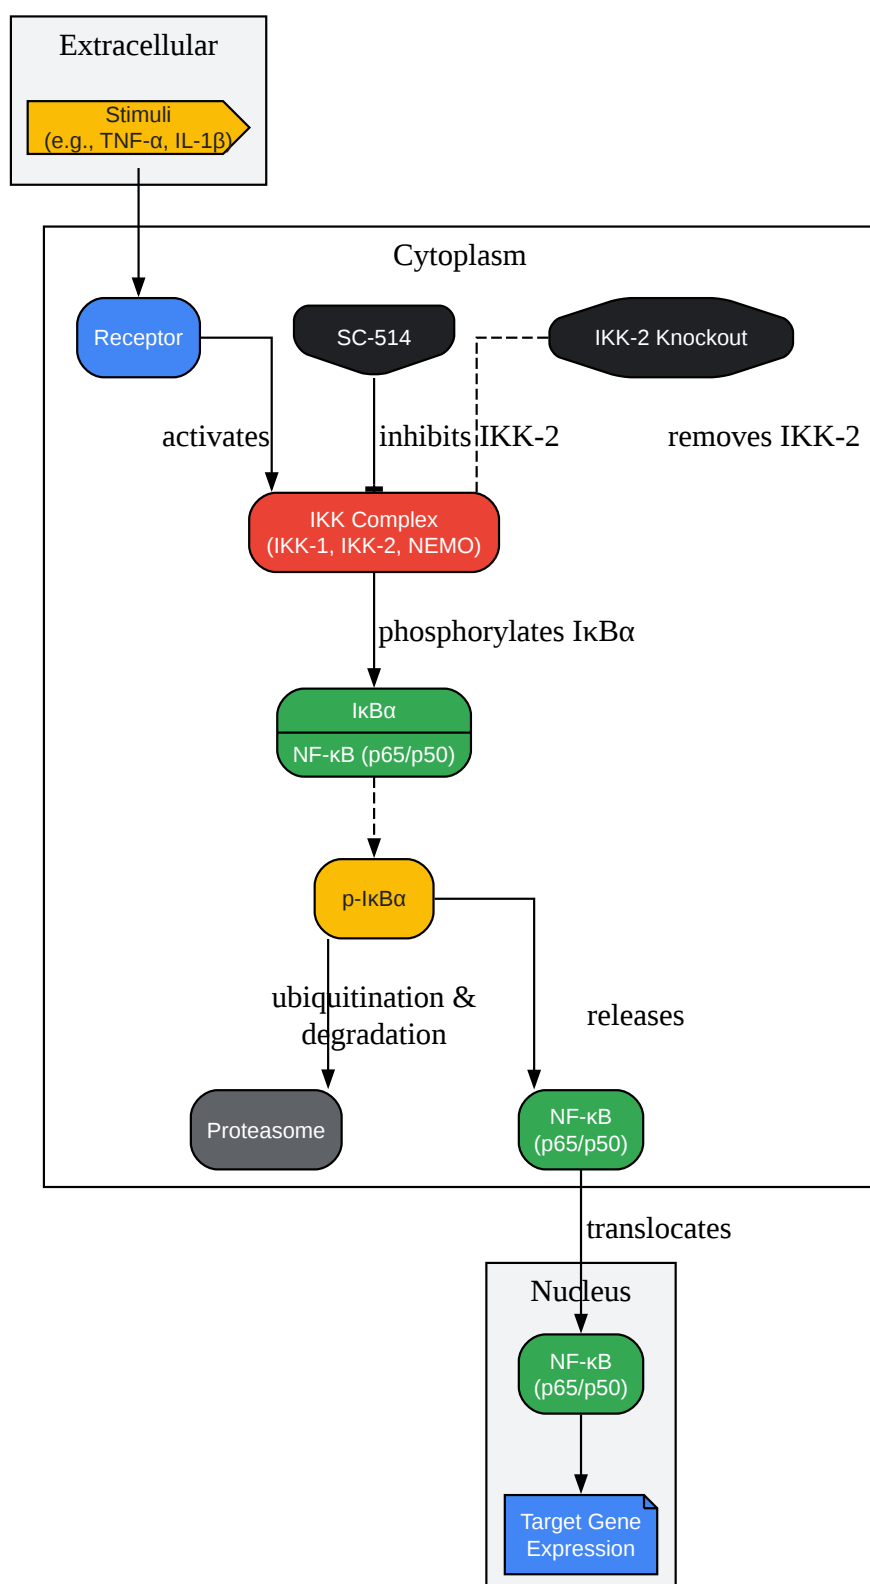 Extracellular
Stimuli
(e.g., TNF-α, IL-1β)
Cytoplasm
Receptor
SC-514
IKK-2 Knockout
activates
inhibits IKK-2
removes IKK-2
IKK Complex
(IKK-1, IKK-2, NEMO)
phosphorylates IκBα
IκBα
NF-κB (p65/p50)
p-IκBα
ubiquitination &
degradation
releases
Proteasome
NF-κB
(p65/p50)
translocates
Nucleus
NF-κB
(p65/p50)
Target Gene
Expression